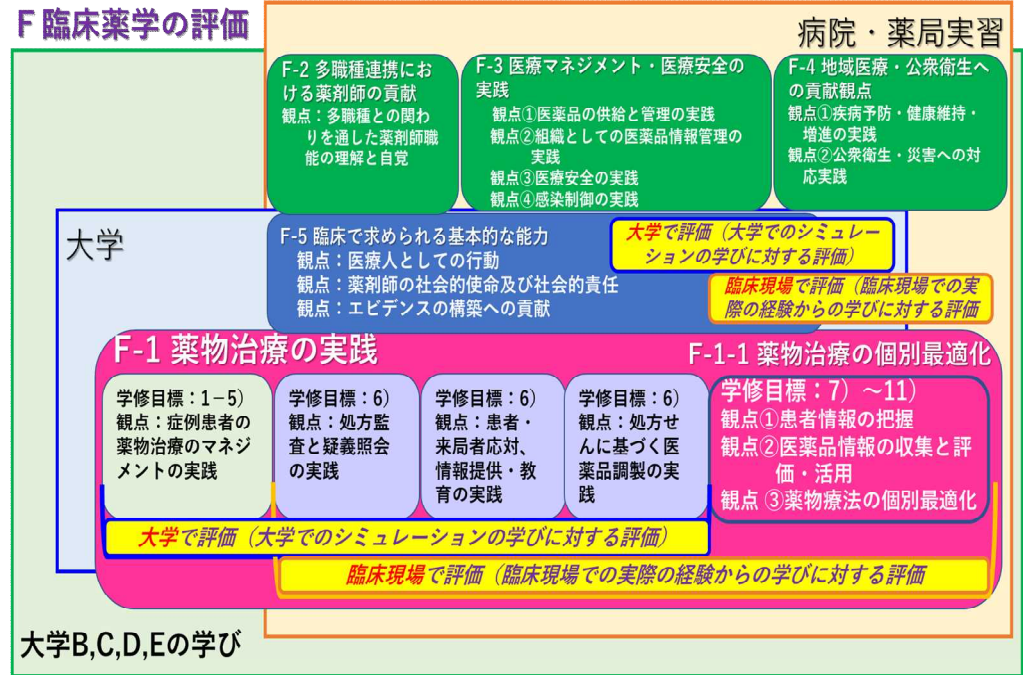 F 臨床薬学の評価
病院・薬局実習
F-2 多職種連携にお
ける薬剤師の貢献
観点：多職種との関わ
りを通した薬剤師職
能の理解と自覚
F-3 医療マネジメント・医療安全の
実践
観点①医薬品の供給と管理の実践
観点②組織としての医薬品情報管理の
実践
観点③医療安全の実践
観点④感染制御の実践
F-4 地域医療・公衆衛生へ
の貢献観点
観点①疾病予防・健康維持・
増進の実践
観点②公衆衛生・災害への対
応実践
大学
F-5 臨床で求められる基本的な能力
観点：医療人としての行動
観点：薬剤師の社会的使命及び社会的責任
観点：エビデンスの構築への貢献
大学で評価（大学でのシミュレー
ションの学びに対する評価）
臨床現場で評価（臨床現場での実
際の経験からの学びに対する評価
F-1 薬物治療の実践
F-1-1 薬物治療の個別最適化
学修目標：1－5)
観点：症例患者の
薬物治療のマネジ
メントの実践
学修目標：6)
観点：処方監
査と疑義照会
の実践
学修目標：6)
観点：患者・
来局者応対、
情報提供・教
育の実践
学修目標：6)
観点：処方せ
んに基づく医
薬品調製の実
践
学修目標：7）～11）
観点①患者情報の把握
観点②医薬品情報の収集と評
価・活用
観点 ③薬物療法の個別最適化
大学で評価（大学でのシミュレーションの学びに対する評価）
臨床現場で評価（臨床現場での実際の経験からの学びに対する評価
大学B,C,D,Eの学び